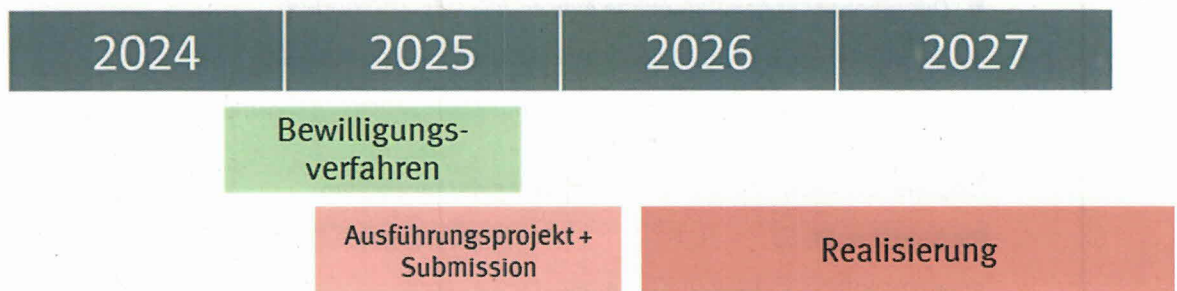 2024 2025 2026 2027
Bewilligungs-
verfahren
Ausführungsprojekt +
Submission
Realisierung